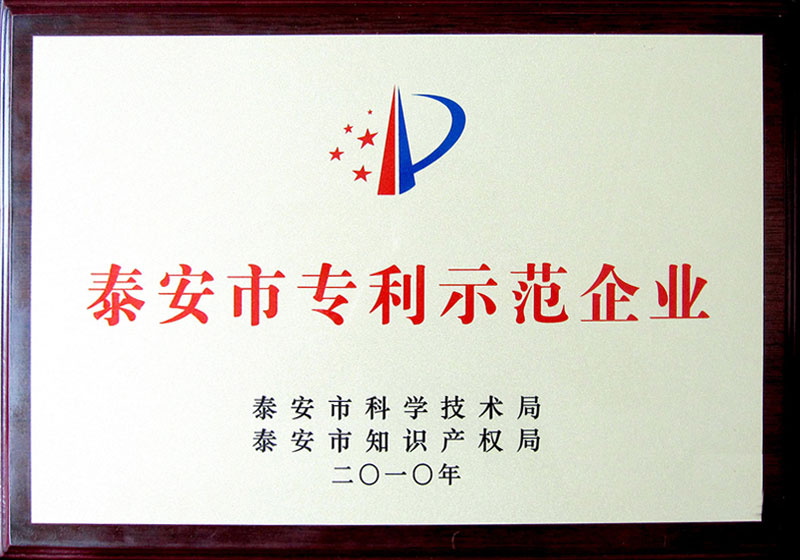 泰安市专利示范企业
泰安市科学技术局
泰安市知识产权局
二〇一〇年